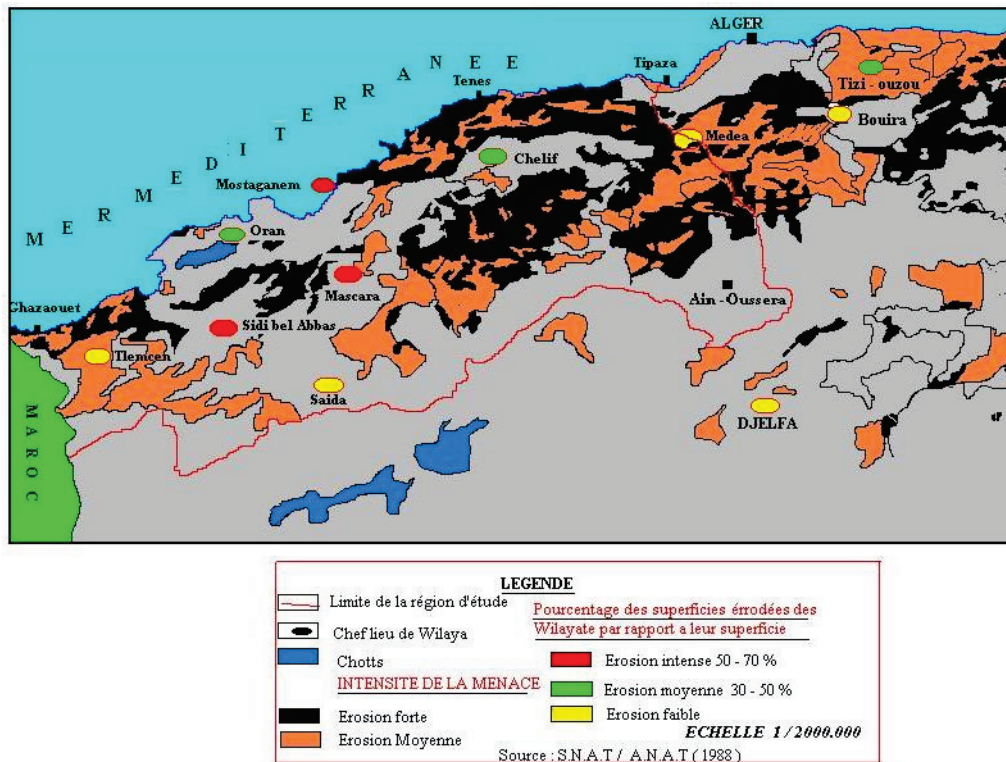 ALGER
MER MEDITERRANEE
Tipaza
Tenes
Tizi - ouzou
Bouira
Medea
Chelif
Mostaganem
Oran
Mascara
Ain - Oussera
Ghazaouet
Sidi bel Abbas
Tlemcen
Saida
DJELFA
MAROC
LEGENDE
Limite de la région d'étude
Chef lieu de Wilaya
Chotts
INTENSITE DE LA MENACE
Erosion forte
Erosion Moyenne
Pourcentage des superficies érrodées des
Wilayate par rapport a leur superficie
Erosion intense 50 - 70 %
Erosion moyenne 30 - 50 %
Erosion faible
ECHELLE 1 / 2000.000
Source : S.N.A.T / A.N.A.T ( 1988 )